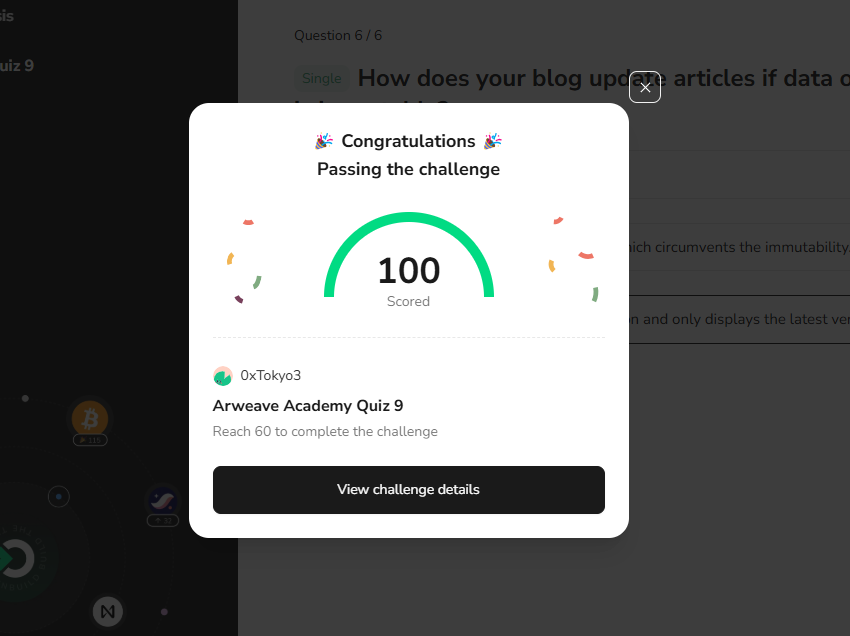 sis
uiz 9
Question 6 / 6
Single How does your blog update articles if data o
Congratulations
Passing the challenge
100
Scored
hich circumvents the immutability.
on and only displays the latest ver
0xTokyo3
Arweave Academy Quiz 9
Reach 60 to complete the challenge
View challenge details
115